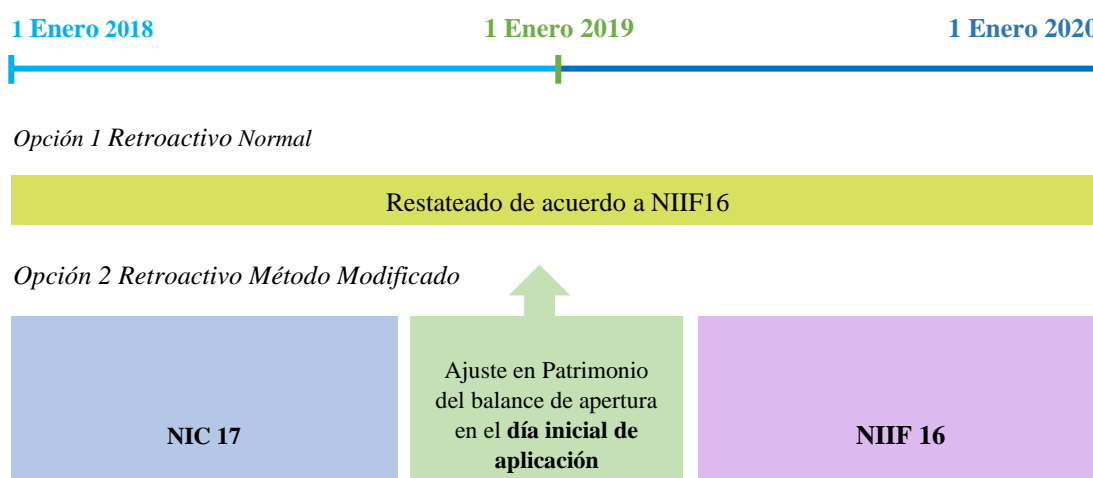 1 Enero 2018 1 Enero 2019 1 Enero 2020
Opción 1 Retroactivo Normal
Restateado de acuerdo a NIIF16
Opción 2 Retroactivo Método Modificado
Ajuste en Patrimonio
del balance de apertura
en el día inicial de
aplicación
NIC 17
NIIF 16